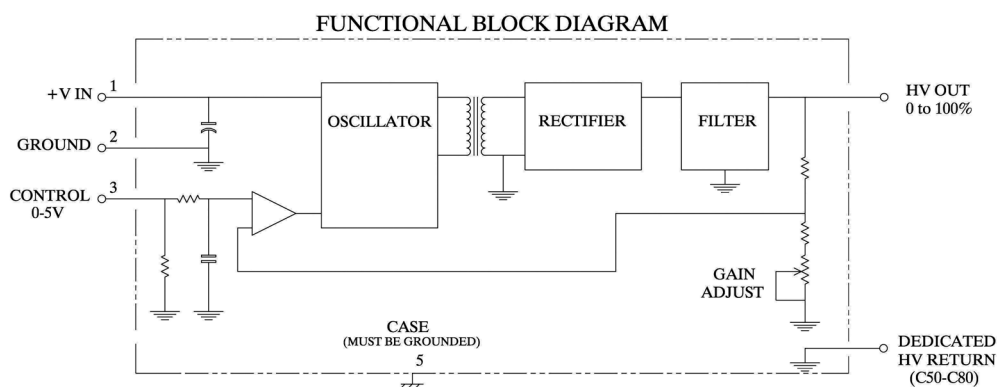 FUNCTIONAL BLOCK DIAGRAM
+V IN
1
GROUND
2
CONTROL
0-5V
3
OSCILLATOR
RECTIFIER
FILTER
HV OUT
0 to 100%
GAIN
ADJUST
CASE
(MUST BE GROUNDED)
5
DEDICATED
HV RETURN
(C50-C80)